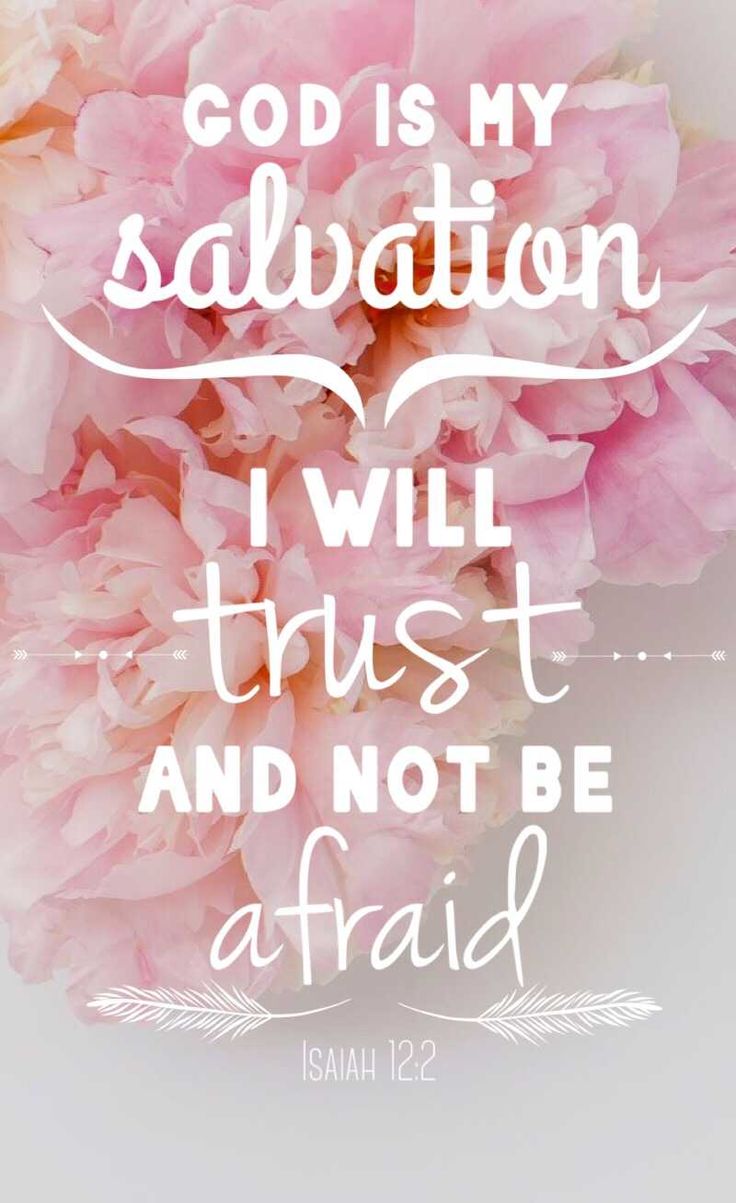 GOD IS MY
salvation
I WILL
trust
AND NOT BE
afraid
ISAIAH 12:2